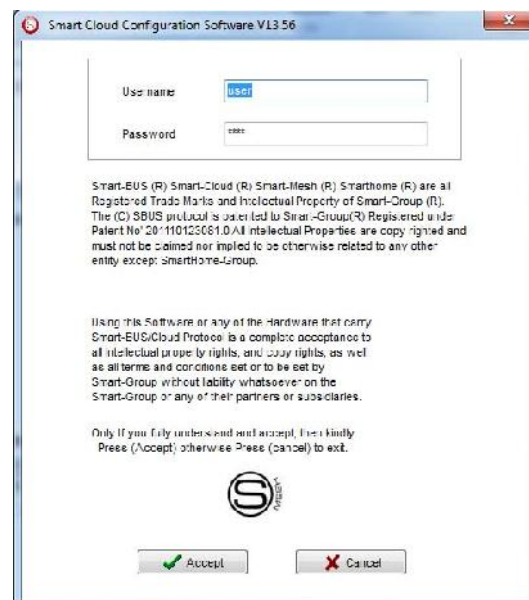 Smart Cloud Configuration Software V13.56
Username
user
Password
****
Smart-BUS (R) Smart-Cloud (R) Smart-Mesh (R) Smarthome (R) are all
Registered Trade Marks and Intellectual Property of Smart-Group (R).
The (C) SBUS protocol is patented to Smart-Group(R) Registered under
Patent No' 201110123081.0 All intellectual Properties are copy righted and
must not be claimed nor implied to be otherwise related to any other
entity except SmartHome-Group.
Using this Software or any of the Hardware that carry
Smart-BUS/Cloud Protocol is a complete acceptance to
all intellectual property rights, and copy rights, as well
as all terms and conditions set or to be set by
Smart-Group without liability whatsoever on the
Smart-Group or any of their partners or subsidiaries.
Only If you fully understand and accept, then kindly
Press (Accept) otherwise Press (cancel) to exit.
S
Accept
Cancel